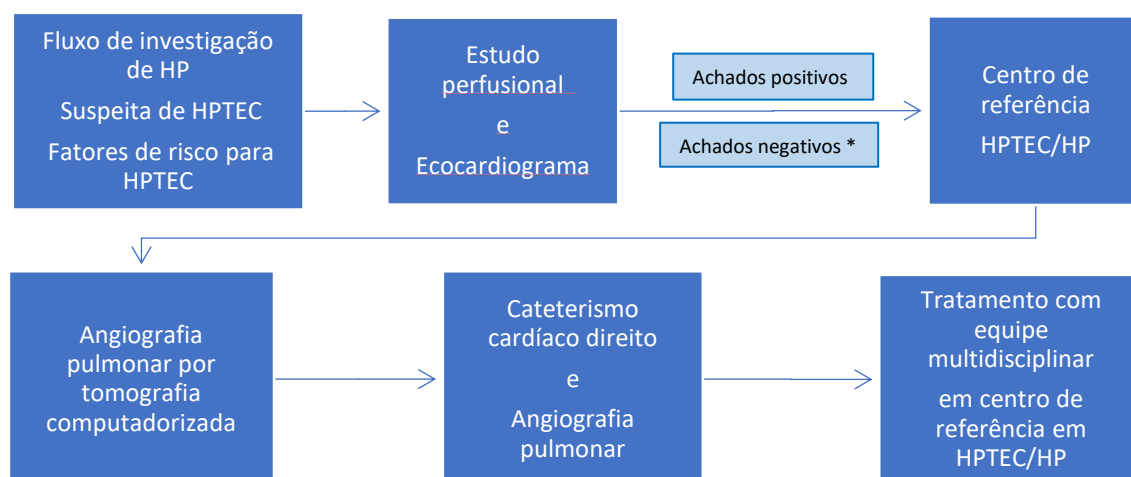 Fluxo de investigação
de HP
Suspeita de HPTEC
Fatores de risco para
HPTEC
Estudo
perfusional
e
Ecocardiograma
Achados positivos
Achados negativos *
Centro de
referência
HPTEC/HP
Angiografia
pulmonar por
tomografia
computadorizada
Cateterismo
cardíaco direito
e
Angiografia
pulmonar
Tratamento com
equipe
multidisciplinar
em centro de
referência em
HPTEC/HP